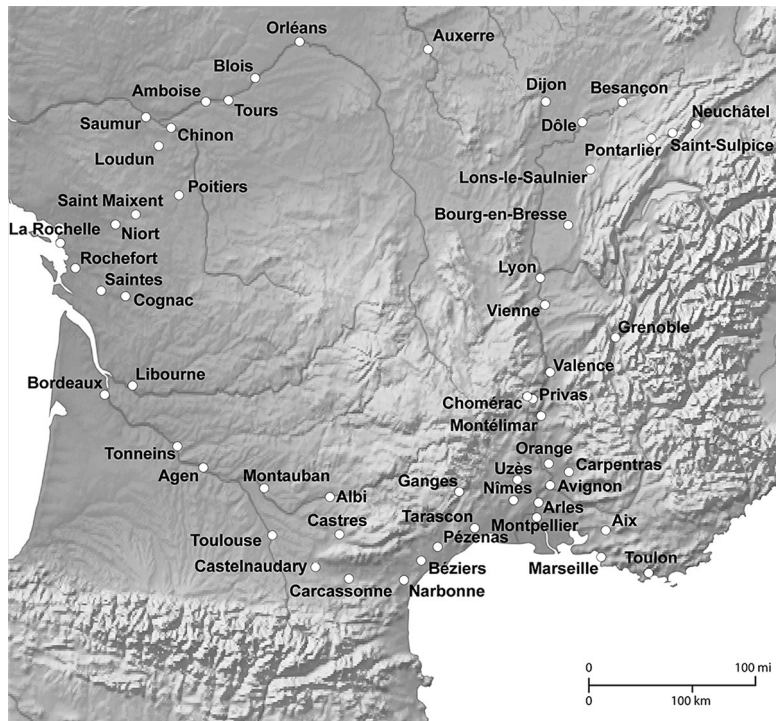 Orléans
Auxerre
Blois
Amboise
Tours
Dijon
Besançon
Saumur
Chinon
Dôle
Neuchâtel
Loudun
Pontarlier
Saint-Sulpice
Lons-le-Saulnier
Poitiers
Saint Maixent
Bourg-en-Bresse
La Rochelle
Niort
Rochefort
Lyon
Saintes
Cognac
Vienne
Grenoble
Valence
Libourne
Bordeaux
Chomérac
Privas
Montélimar
Tonneins
Orange
Agen
Montauban
Uzès
Carpentras
Ganges
Nîmes
Avignon
Albi
Arles
Castres
Tarascon
Montpellier
Aix
Toulouse
Pézenas
Castelnaudary
Béziers
Marseille
Toulon
Carcassonne
Narbonne
0 100 mi
0 100 km